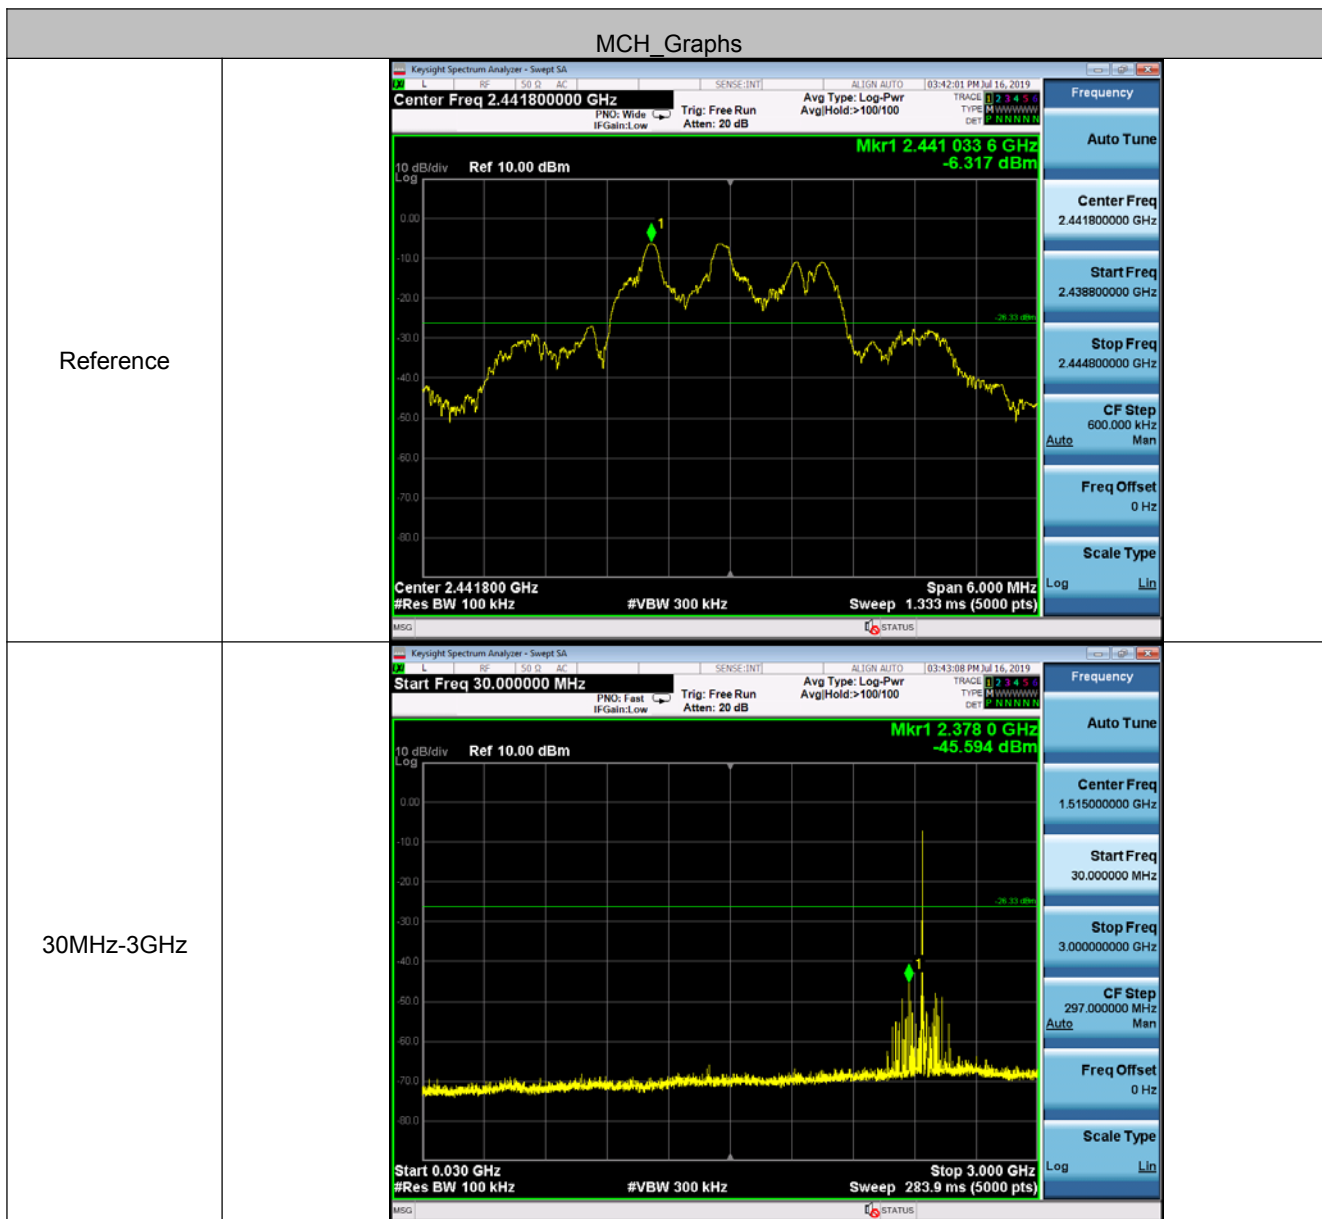 MCH_Graphs
Reference
Keysight Spectrum Analyzer - Swept SA
L RF 50 Ω AC SENSE:INT ALIGN AUTO 03:42:01 PM Jul 16, 2019
Center Freq 2.441800000 GHz
PNO: Wide
IFGain:Low
Trig: Free Run
Atten: 20 dB
Avg Type: Log-Pwr
Avg|Hold:>100/100
TRACE 1 2 3 4 5 6
TYPE M WWWWW
DET P N N N N N
Mkr1 2.441 033 6 GHz
-6.317 dBm
10 dB/div Ref 10.00 dBm
Log
0.00
-10.0
-20.0
-26.33 dBm
-30.0
-40.0
-50.0
-60.0
-70.0
-80.0
1
Center 2.441800 GHz Span 6.000 MHz
#Res BW 100 kHz #VBW 300 kHz Sweep 1.333 ms (5000 pts)
MSG STATUS
Frequency
Auto Tune
Center Freq
2.441800000 GHz
Start Freq
2.438800000 GHz
Stop Freq
2.444800000 GHz
CF Step
600.000 kHz
Auto Man
Freq Offset
0 Hz
Scale Type
Log Lin
30MHz-3GHz
Keysight Spectrum Analyzer - Swept SA
L RF 50 Ω AC SENSE:INT ALIGN AUTO 03:43:08 PM Jul 16, 2019
Start Freq 30.000000 MHz
PNO: Fast
IFGain:Low
Trig: Free Run
Atten: 20 dB
Avg Type: Log-Pwr
Avg|Hold:>100/100
TRACE 1 2 3 4 5 6
TYPE M WWWWW
DET P N N N N N
Mkr1 2.378 0 GHz
-45.594 dBm
10 dB/div Ref 10.00 dBm
Log
0.00
-10.0
-20.0
-26.33 dBm
-30.0
-40.0
-50.0
-60.0
-70.0
-80.0
1
Start 0.030 GHz Stop 3.000 GHz
#Res BW 100 kHz #VBW 300 kHz Sweep 283.9 ms (5000 pts)
MSG STATUS
Frequency
Auto Tune
Center Freq
1.515000000 GHz
Start Freq
30.000000 MHz
Stop Freq
3.000000000 GHz
CF Step
297.000000 MHz
Auto Man
Freq Offset
0 Hz
Scale Type
Log Lin